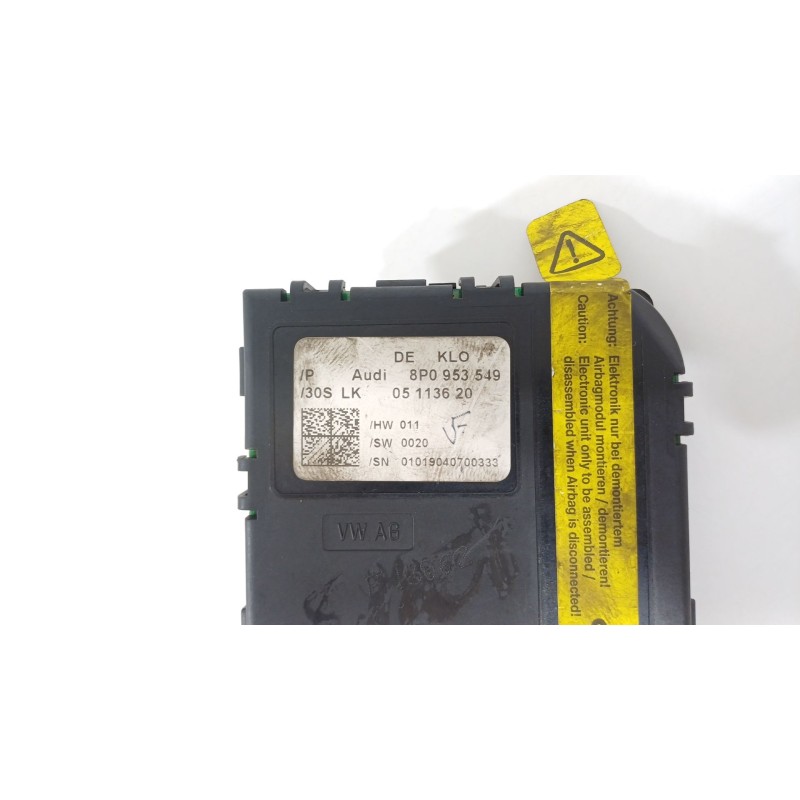 DE KLO
/P Audi 8P0 953 549
/30S LK 05 1136 20
/HW 011
/SW 0020
/SN 01019040700333
VW AB
Achtung: Elektronik nur bei demontiertem
Airbagmodul montieren / demontieren!
Caution: Electronic unit only to be assembled /
disassembled when Airbag is disconnected!